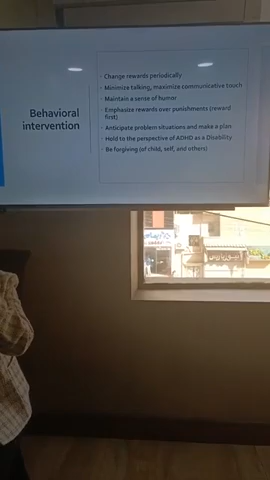 Behavioral
intervention
Change rewards periodically
Minimize talking, maximize communicative touch
Maintain a sense of humor
Emphasize rewards over punishments (reward
first)
Anticipate problem situations and make a plan
Hold to the perspective of ADHD as a Disability
Be forgiving (of child, self, and others)